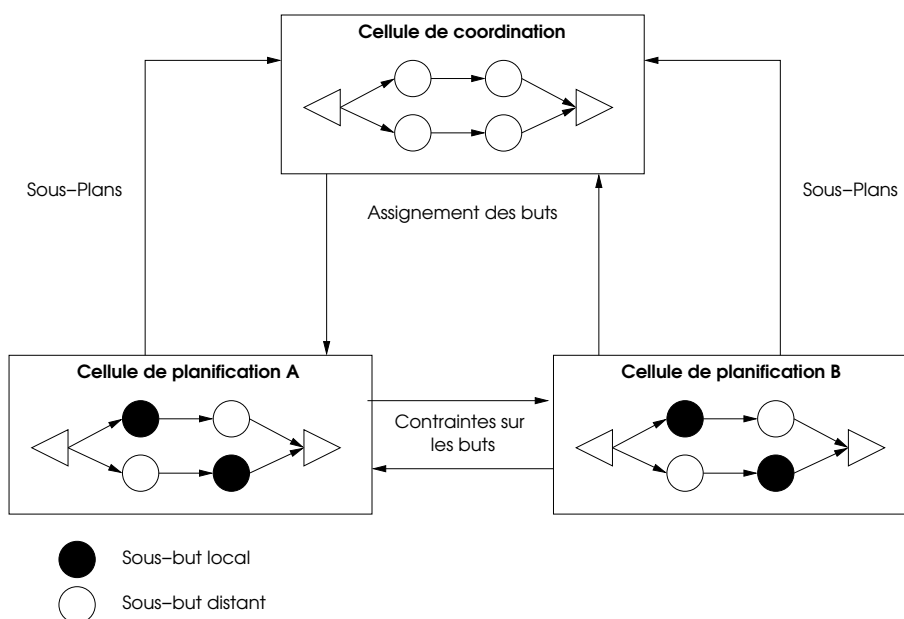 Cellule de coordination
Sous–Plans
Assignement des buts
Sous–Plans
Cellule de planification A
Contraintes sur
les buts
Cellule de planification B
Sous–but local
Sous–but distant